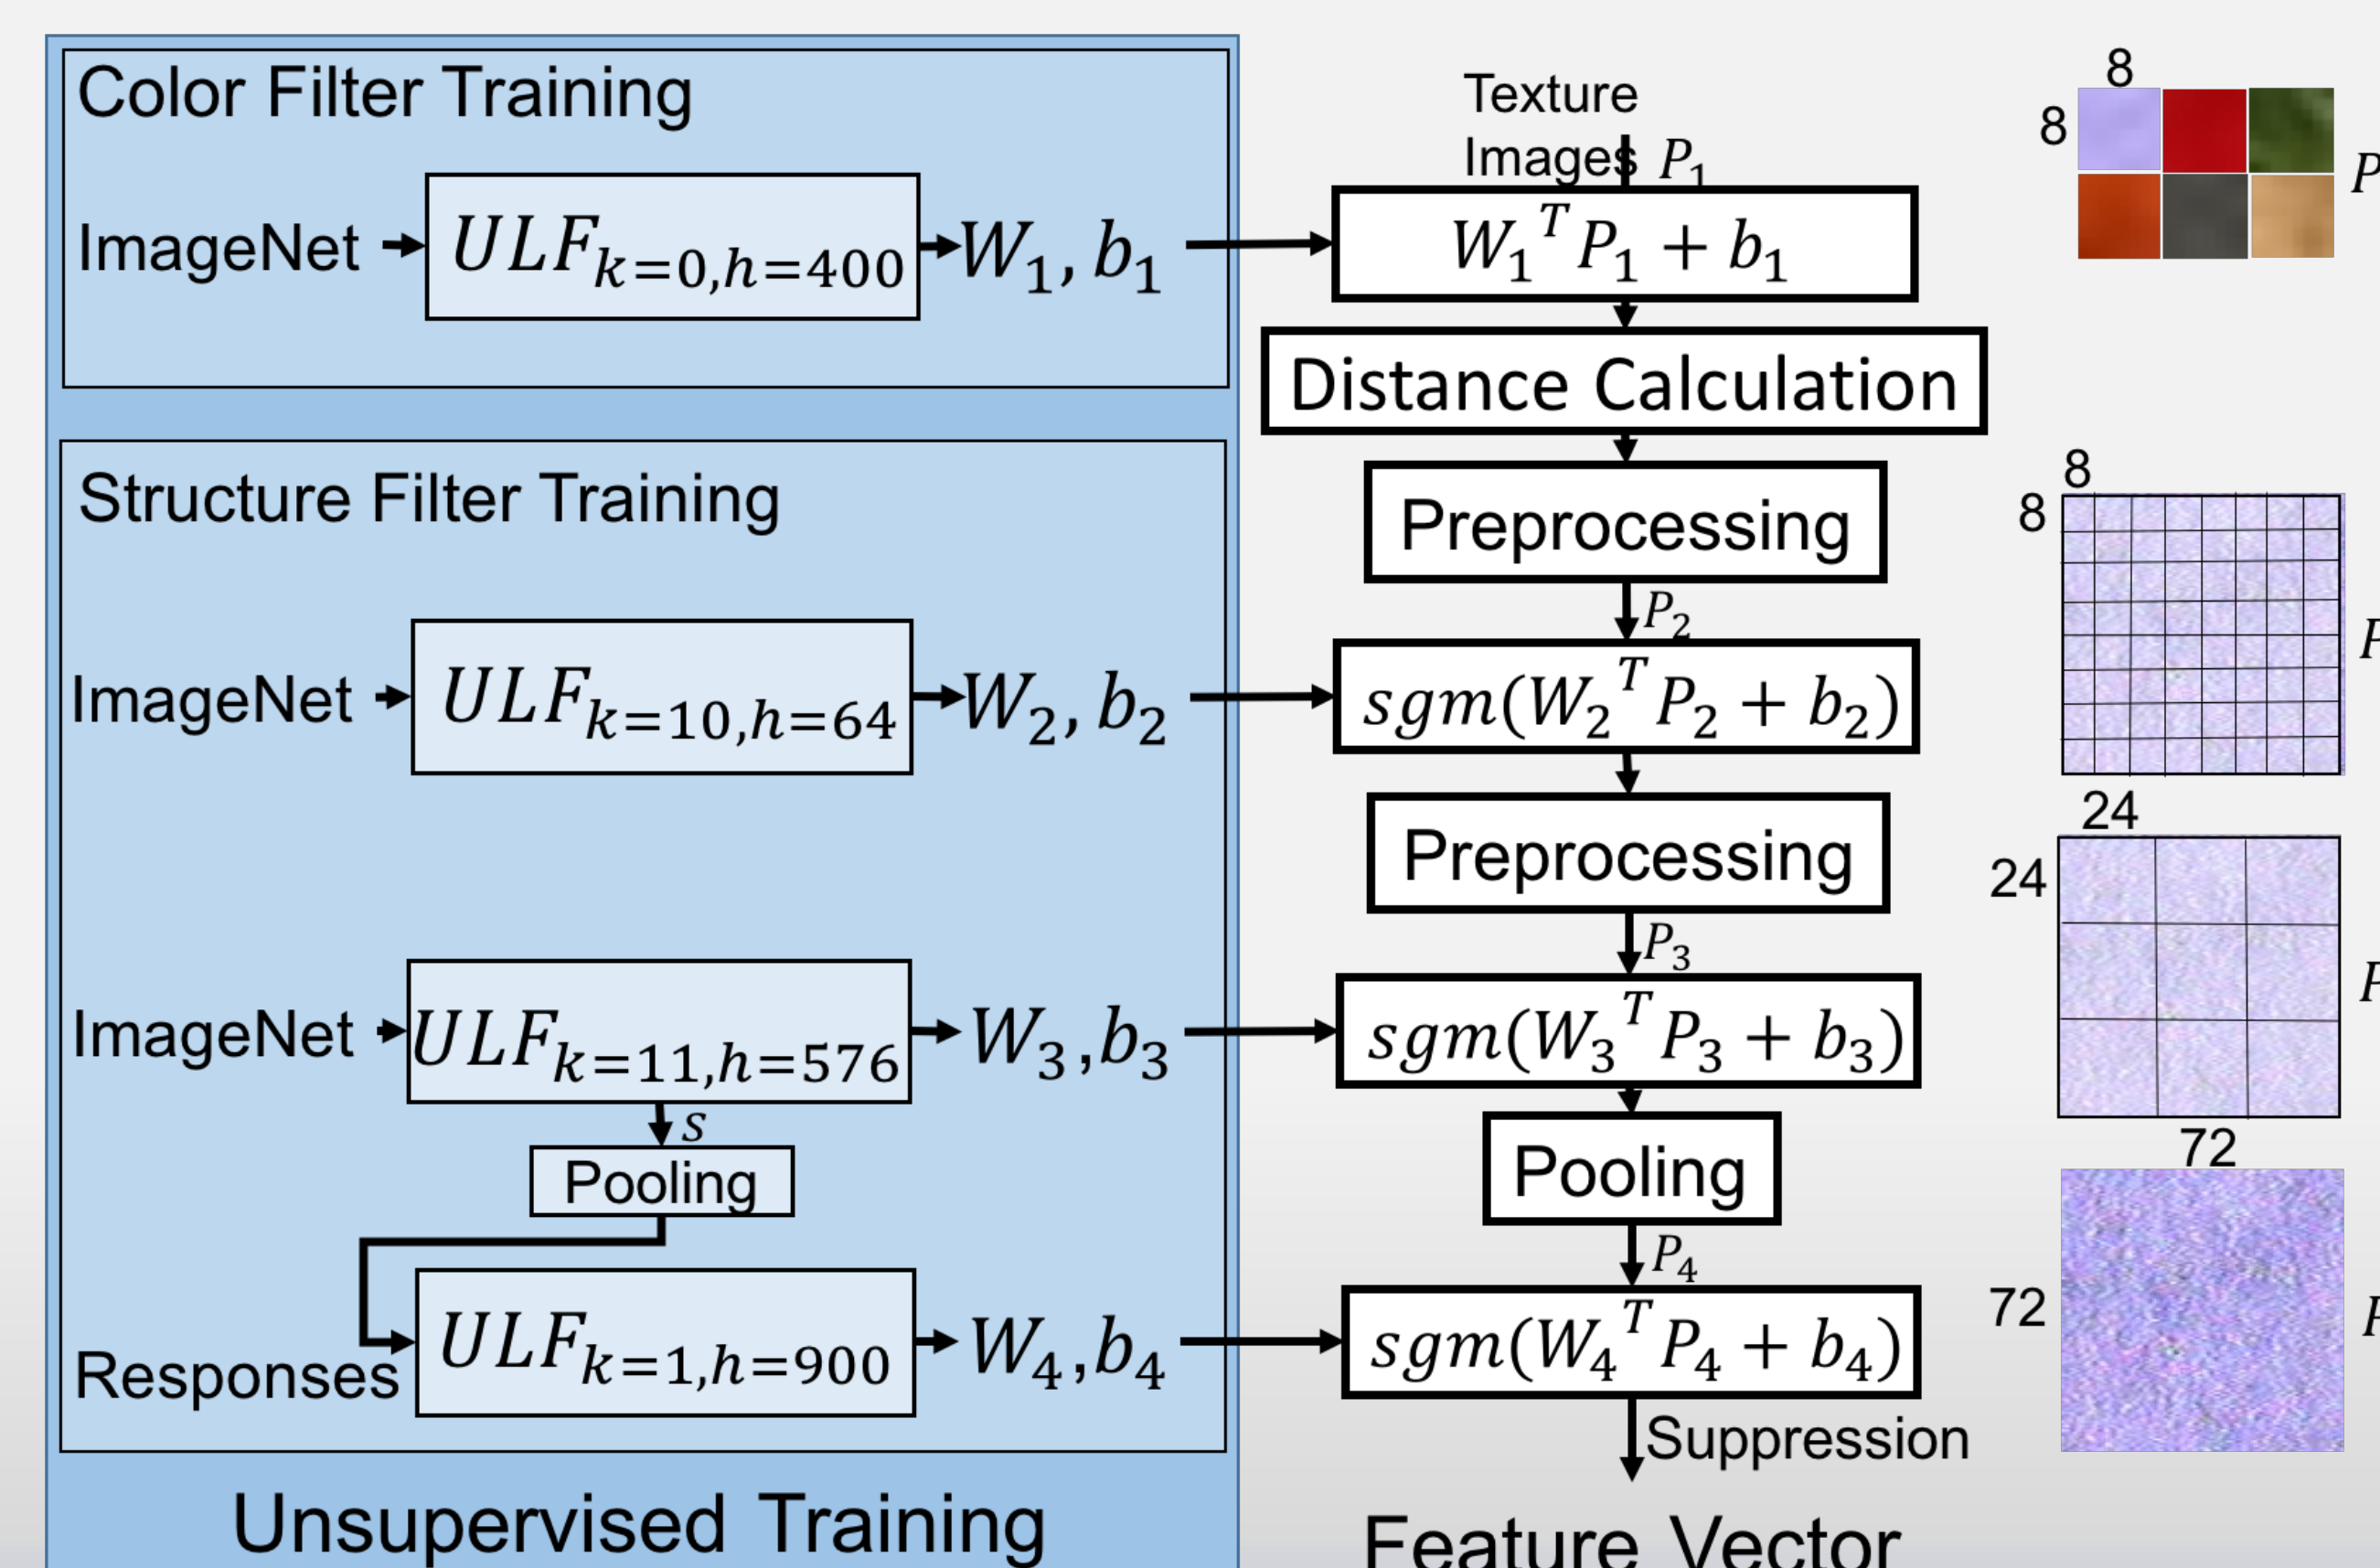 Color Filter Training
ImageNet
ULF_{k=0,h=400}
W_1, b_1
Structure Filter Training
ImageNet
ULF_{k=10,h=64}
W_2, b_2
ImageNet
ULF_{k=11,h=576}
W_3,b_3
s
Pooling
Responses
ULF_{k=1,h=900}
W_4,b_4
Unsupervised Training
Texture
Images P_1
W_1^T P_1 + b_1
Distance Calculation
Preprocessing
P_2
sgm(W_2^T P_2 + b_2)
Preprocessing
P_3
sgm(W_3^T P_3 + b_3)
Pooling
P_4
sgm(W_4^T P_4 + b_4)
Suppression
Feature Vector
8
8
P
8
8
24
24
72
72